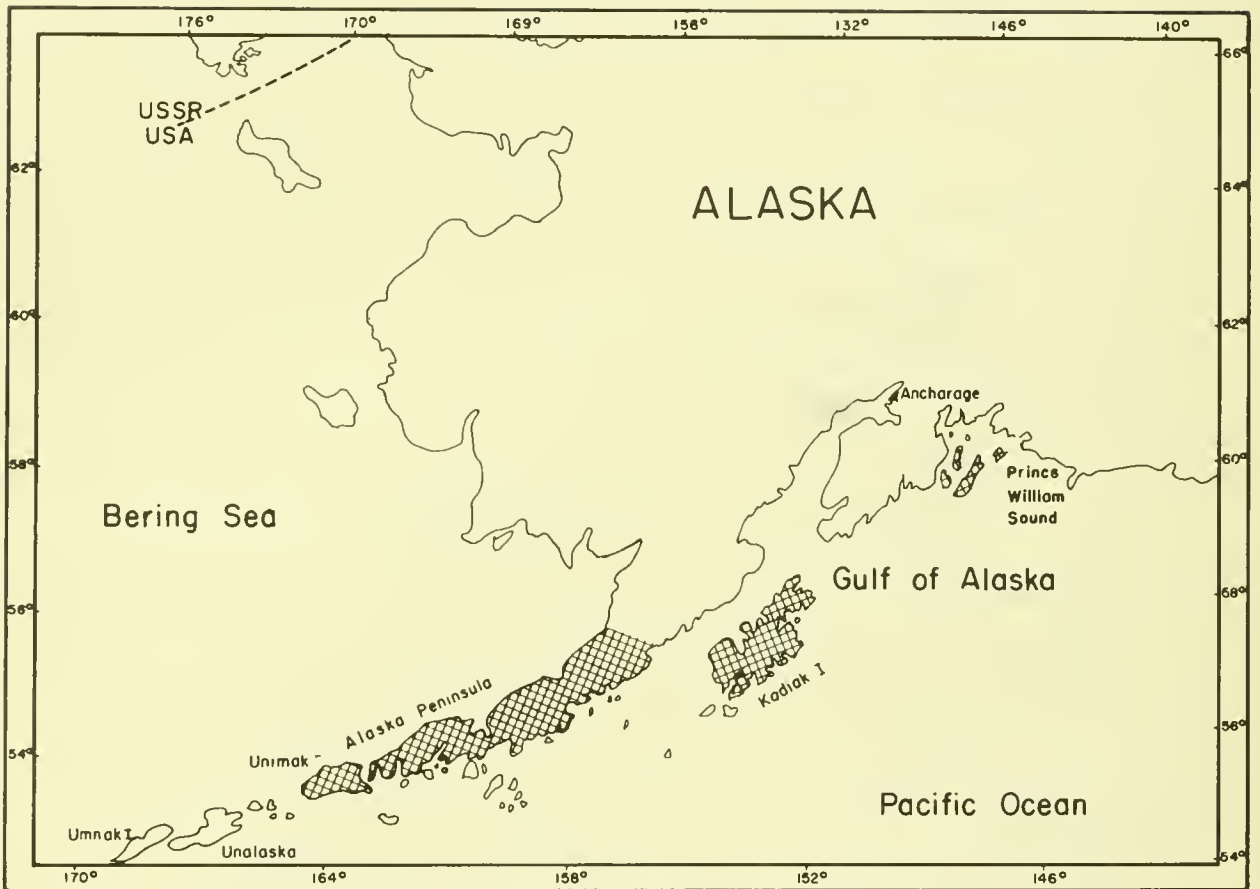 176° 170° 169° 156° 132° 146° 140°
66°
USSR
USA
62°
64°
ALASKA
60°
62°
Ancharage
58°
60°
Prince
William
Sound
Bering Sea
Gulf of Alaska
56°
68°
Kadiak I
Alaska Peninsula
56°
Unimak
54°
Pacific Ocean
Umnak I
Unalaska
54°
170° 164° 158° 152° 146°